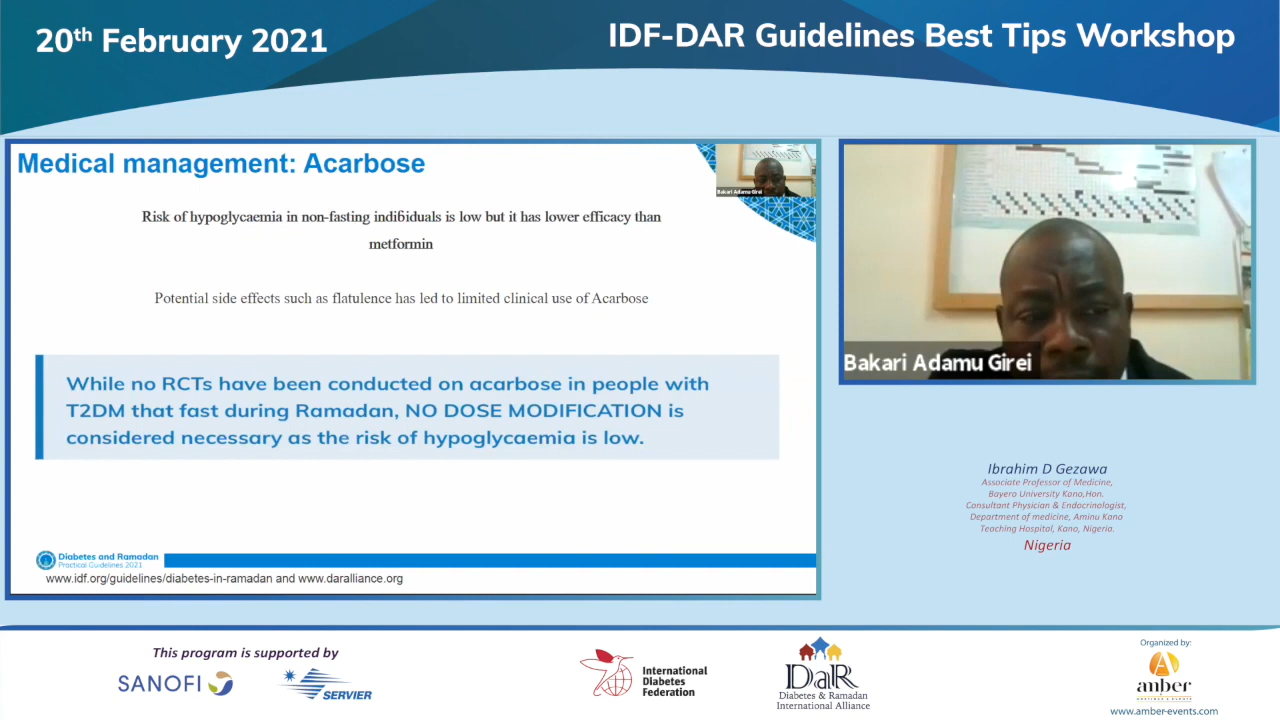 20th February 2021
IDF-DAR Guidelines Best Tips Workshop
Medical management: Acarbose
Bakari Adamu Girei
Risk of hypoglycaemia in non-fasting indi6iduals is low but it has lower efficacy than
metformin
Potential side effects such as flatulence has led to limited clinical use of Acarbose
While no RCTs have been conducted on acarbose in people with
T2DM that fast during Ramadan, NO DOSE MODIFICATION is
considered necessary as the risk of hypoglycaemia is low.
Diabetes and Ramadan
Practical Guidelines 2021
www.idf.org/guidelines/diabetes-in-ramadan and www.daralliance.org
Bakari Adamu Girei
Ibrahim D Gezawa
Associate Professor of Medicine,
Bayero University Kano,Hon.
Consultant Physician & Endocrinologist,
Department of medicine, Aminu Kano
Teaching Hospital, Kano, Nigeria.
Nigeria
This program is supported by
SANOFI
SERVIER
International
Diabetes
Federation
DaR
Diabetes & Ramadan
International Alliance
Organized by:
anber
www.amber-events.com